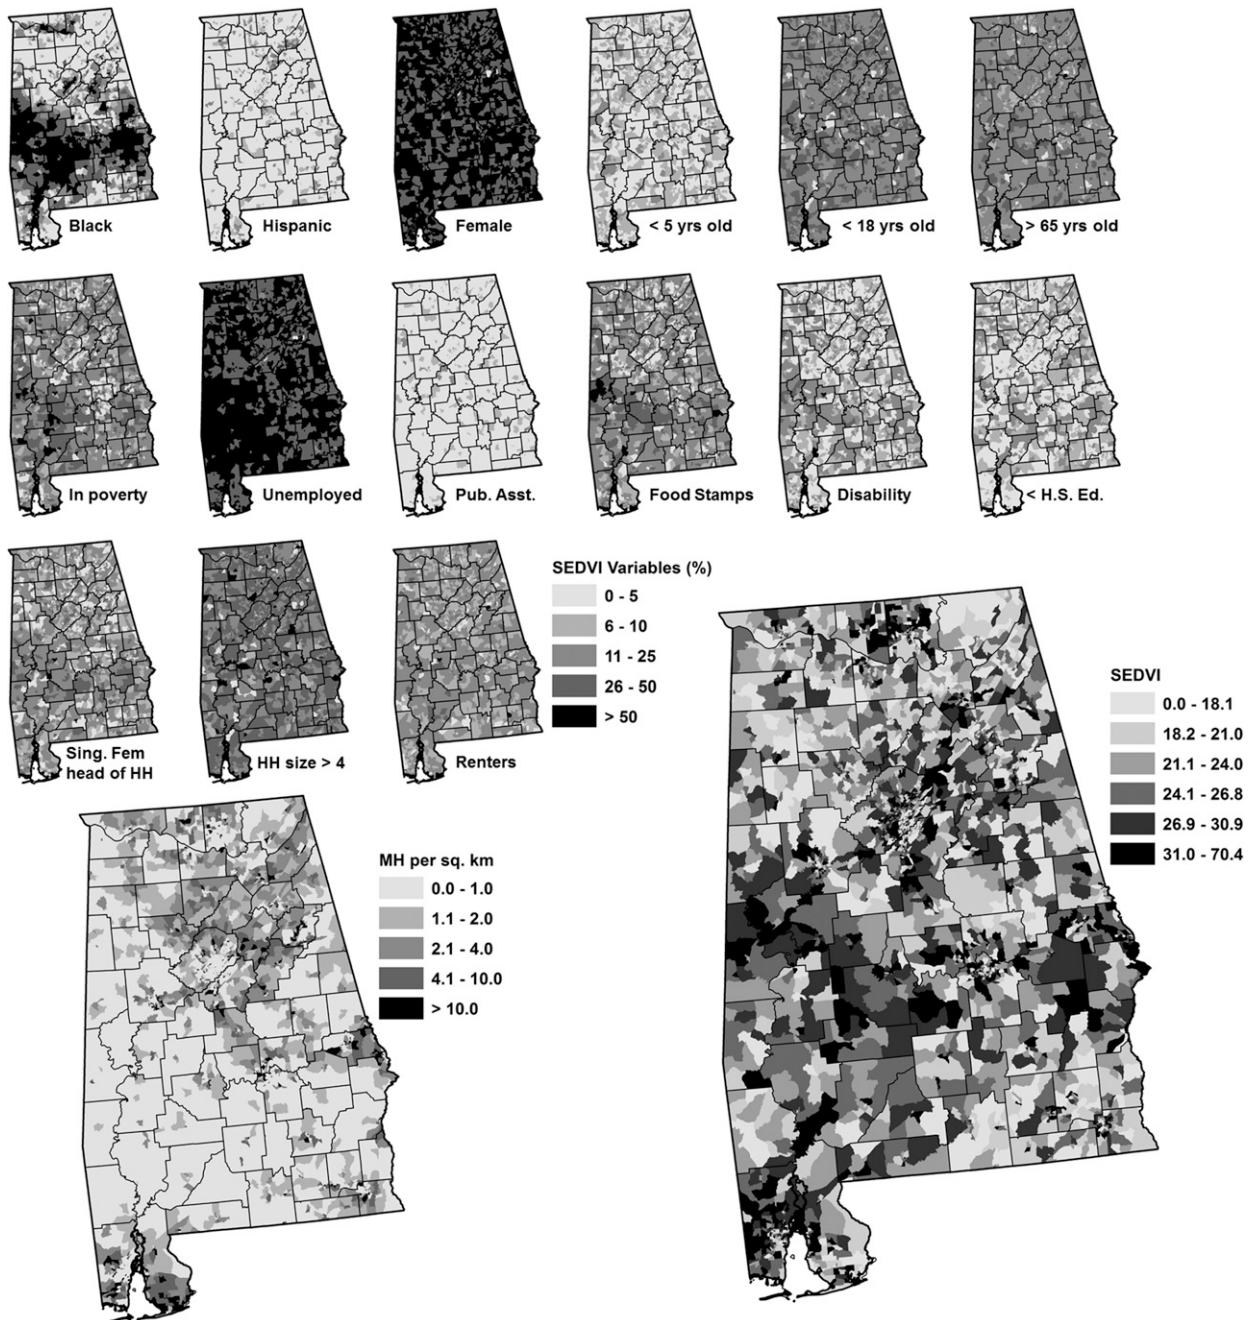 Black
Hispanic
Female
< 5 yrs old
< 18 yrs old
> 65 yrs old
In poverty
Unemployed
Pub. Asst.
Food Stamps
Disability
< H.S. Ed.
Sing. Fem
head of HH
HH size > 4
Renters
SEDVI Variables (%)
0 - 5
6 - 10
11 - 25
26 - 50
> 50
SEDVI
0.0 - 18.1
18.2 - 21.0
21.1 - 24.0
24.1 - 26.8
26.9 - 30.9
31.0 - 70.4
MH per sq. km
0.0 - 1.0
1.1 - 2.0
2.1 - 4.0
4.1 - 10.0
> 10.0